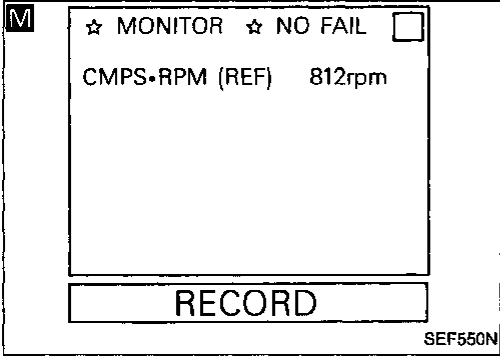 M
☆ MONITOR ☆ NO FAIL
CMPS•RPM (REF) 812rpm
RECORD
SEF550N